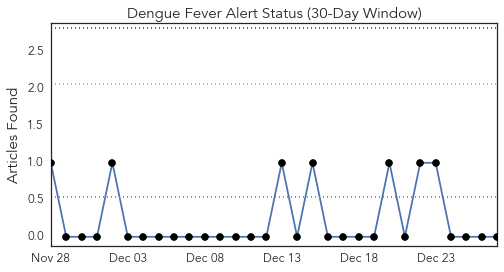 Dengue Fever Alert Status (30-Day Window)
Articles Found
2.5
2.0
1.5
1.0
0.5
0.0
Nov 28 Dec 03 Dec 08 Dec 13 Dec 18 Dec 23